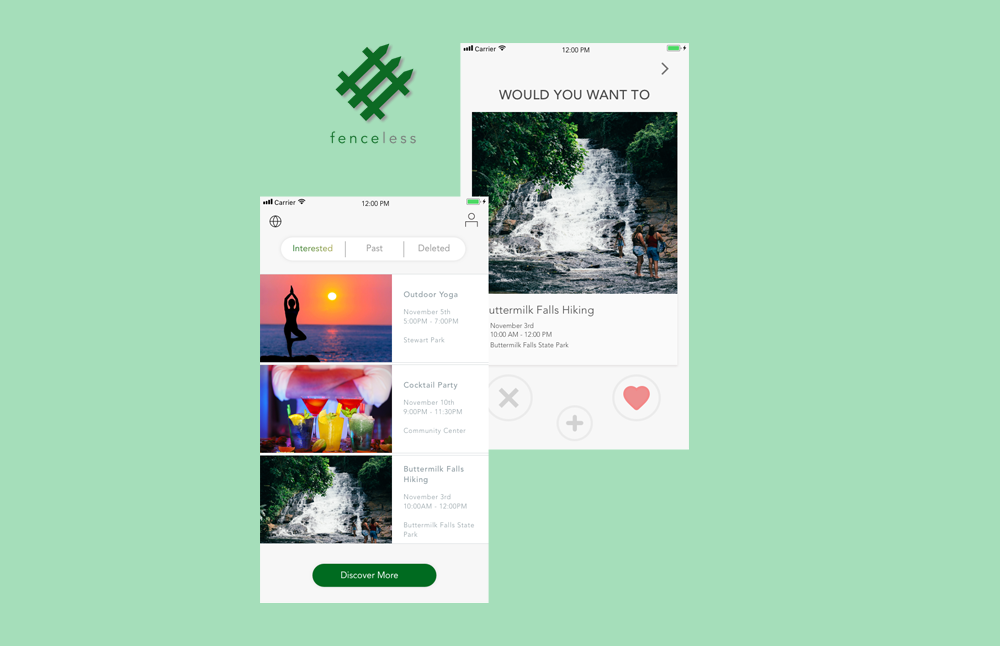 fenceless
Carrier
12:00 PM
WOULD YOU WANT TO
uttermilk Falls Hiking
November 3rd
10:00 AM - 12:00 PM
Buttermilk Falls State Park
Carrier
12:00 PM
Interested
Past
Deleted
Outdoor Yoga
November 5th
5:00PM - 7:00PM
Stewart Park
Cocktail Party
November 10th
9:00PM - 11:30PM
Community Center
Buttermilk Falls
Hiking
November 3rd
10:00AM - 12:00PM
Buttermilk Falls State
Park
Discover More